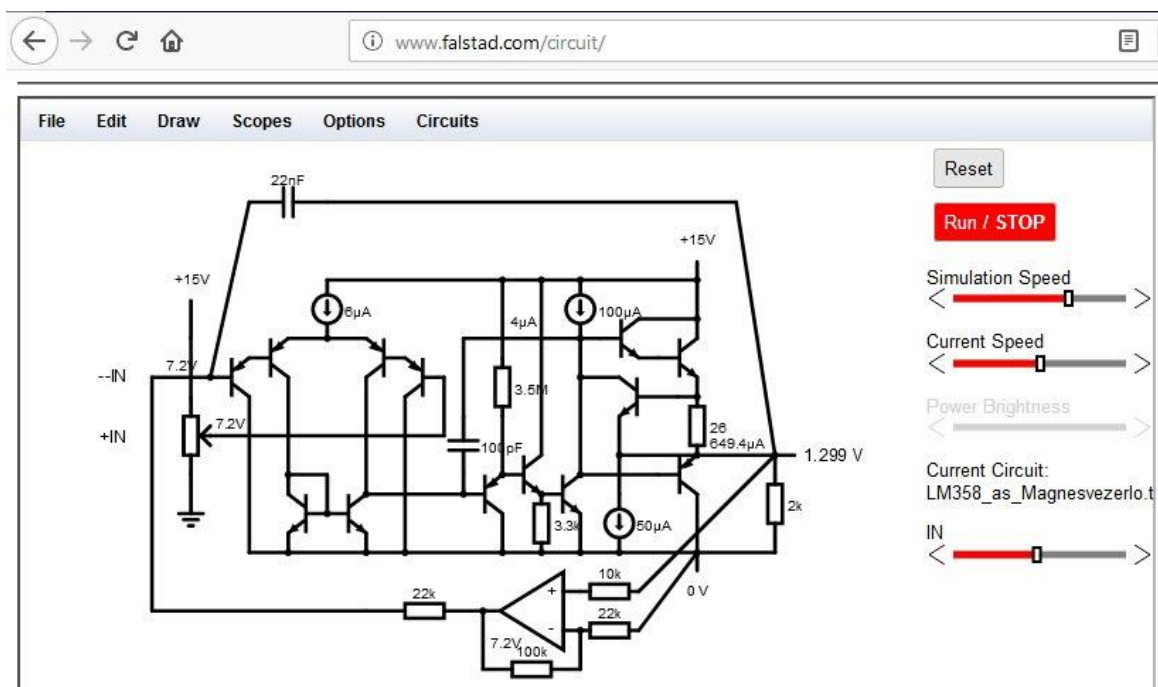 www.falstad.com/circuit/
File Edit Draw Scopes Options Circuits
Reset
Run / STOP
Simulation Speed
Current Speed
Power Brightness
Current Circuit:
LM358_as_Magnesvezerlo.t
IN
22nF
+15V
+15V
6µA
4µA
100µA
7.2V
--IN
3.5M
+IN
7.2V
26
649.4µA
100pF
1.299 V
3.3k
50µA
2k
10k
0 V
22k
+
22k
-
7.2V
100k